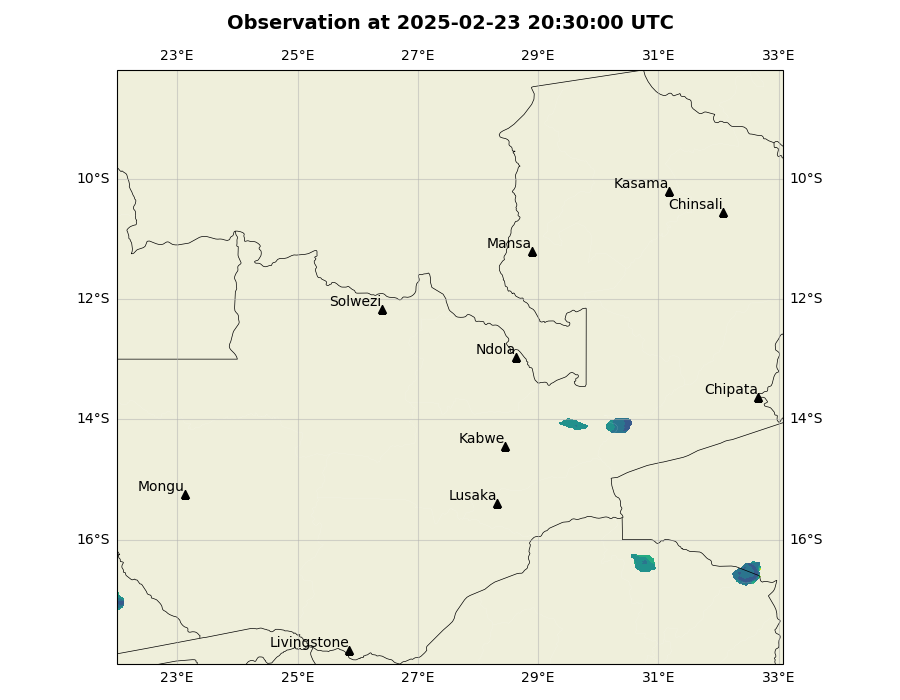 Observation at 2025-02-23 20:30:00 UTC
23°E 25°E 27°E 29°E 31°E 33°E
10°S 10°S
Kasama
Chinsali
Mansa
12°S 12°S
Solwezi
Ndola
Chipata
14°S 14°S
Kabwe
Mongu
Lusaka
16°S 16°S
Livingstone
23°E 25°E 27°E 29°E 31°E 33°E